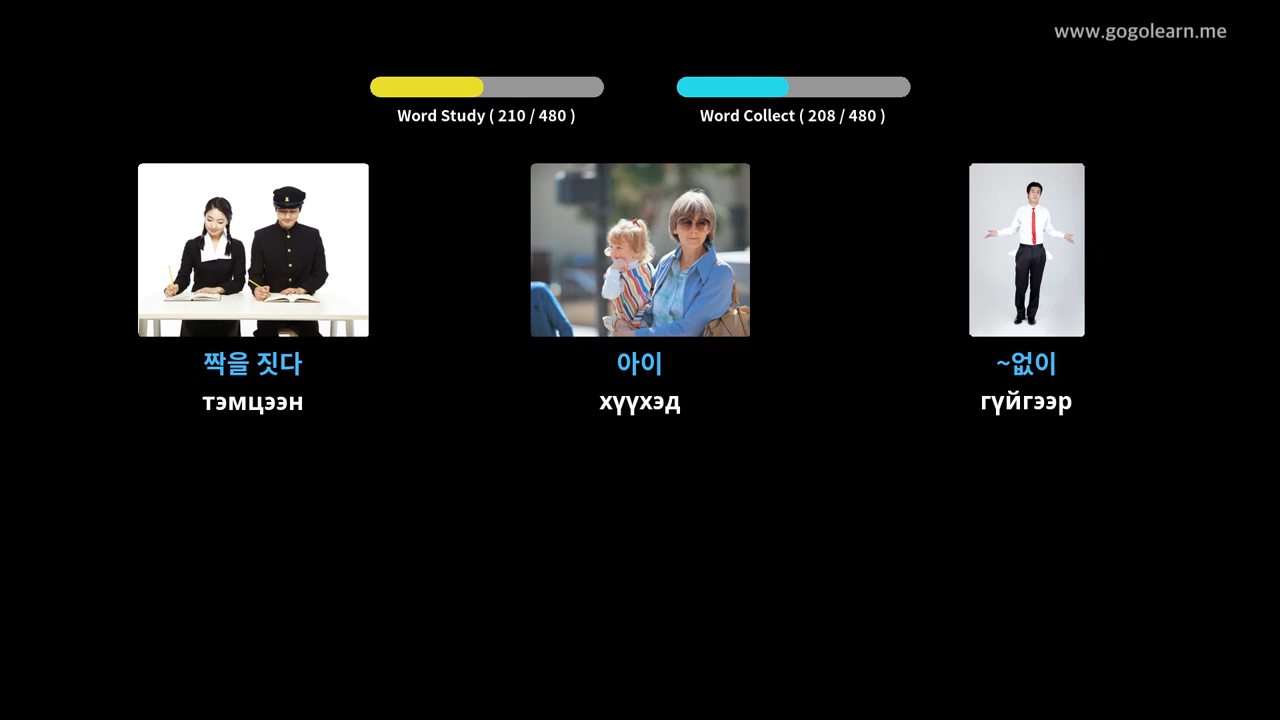 www.gogolearn.me
Word Study ( 210 / 480 )
Word Collect ( 208 / 480 )
짝을 짓다
아이
~없이
тэмцээн
хүүхэд
гүйгээр